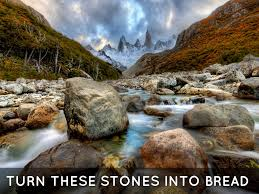 TURN THESE STONES INTO BREAD